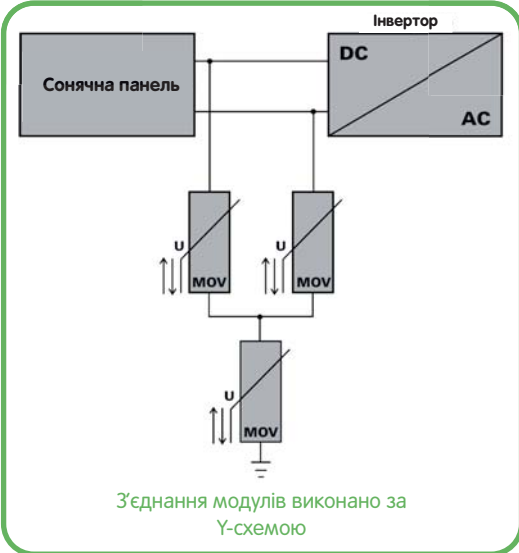 Інвертор
Сонячна панель
DC
AC
U
MOV
U
MOV
U
MOV
З'єднання модулів виконано за
Y-схемою